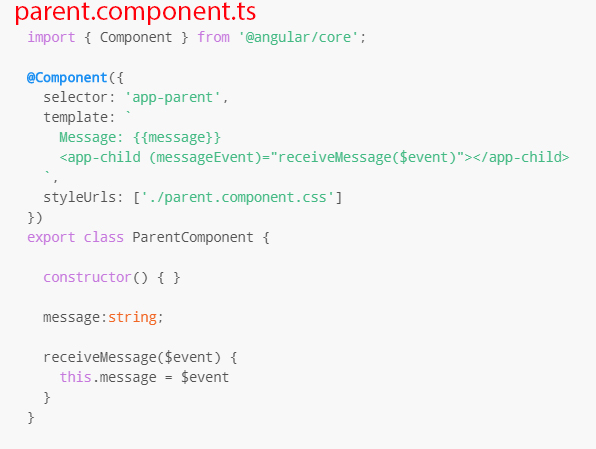 parent.component.ts
import { Component } from '@angular/core';
@Component({
  selector: 'app-parent',
  template: `
    Message: {{message}}
    <app-child (messageEvent)="receiveMessage($event)"></app-child>
  `,
  styleUrls: ['./parent.component.css']
})
export class ParentComponent {
  constructor() { }
  message:string;
  receiveMessage($event) {
    this.message = $event
  }
}